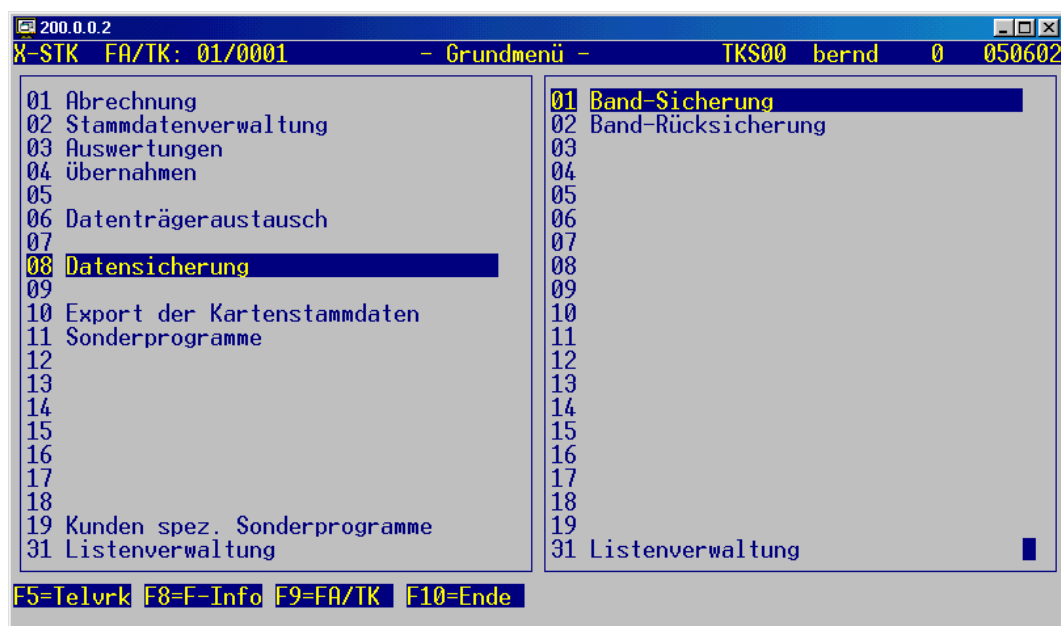 200.0.0.2
X-STK FA/TK: 01/0001 - Grundmenü - TKS00 bernd 0 050602
01 Abrechnung
02 Stammdatenverwaltung
03 Auswertungen
04 Übernahmen
05
06 Datenträgeraustausch
07
08 Datensicherung
09
10 Export der Kartenstammdaten
11 Sonderprogramme
12
13
14
15
16
17
18
19 Kunden spez. Sonderprogramme
31 Listenverwaltung
01 Band-Sicherung
02 Band-Rücksicherung
03
04
05
06
07
08
09
10
11
12
13
14
15
16
17
18
19
31 Listenverwaltung
F5=Telvrk F8=F-Info F9=FA/TK F10=Ende